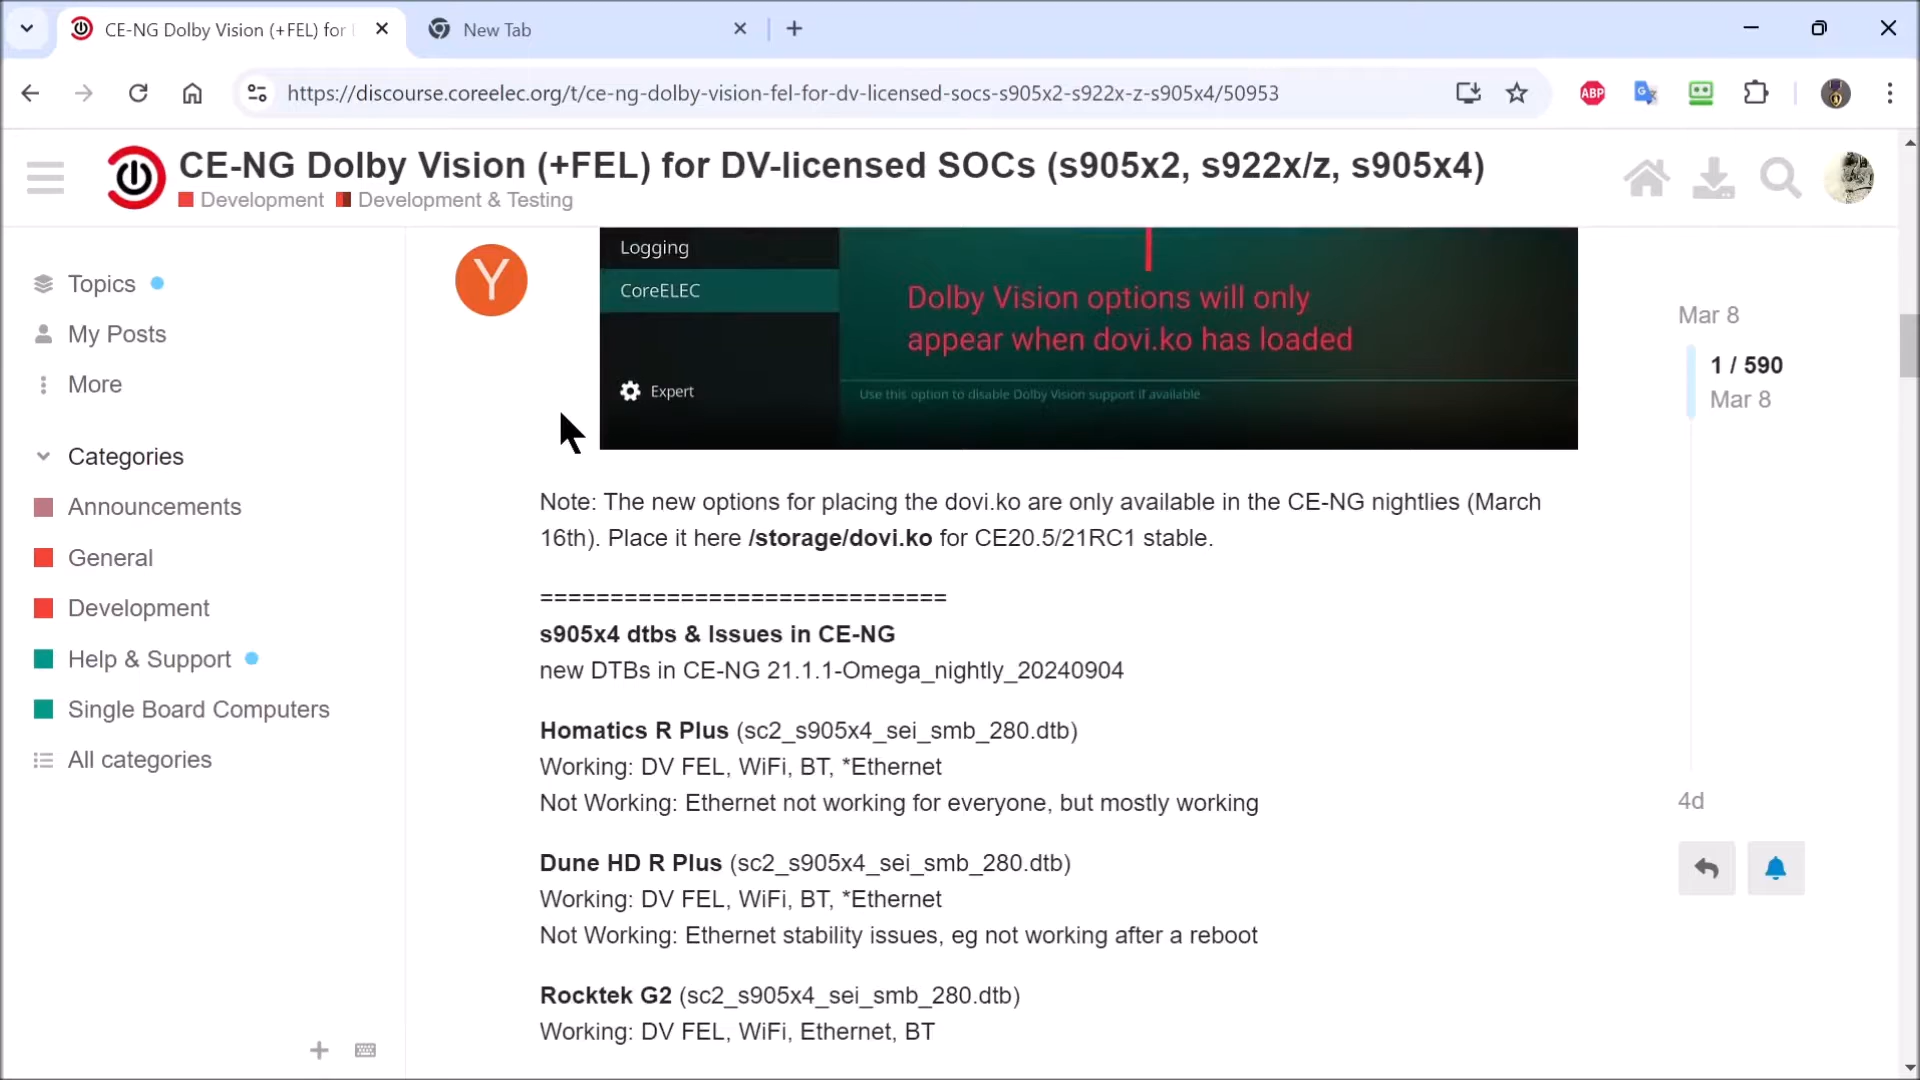 CE-NG Dolby Vision (+FEL) for
New Tab
https://discourse.coreelec.org/t/ce-ng-dolby-vision-fel-for-dv-licensed-socs-s905x2-s922x-z-s905x4/50953
ABP
CE-NG Dolby Vision (+FEL) for DV-licensed SOCs (s905x2, s922x/z, s905x4)
Development Development & Testing
Topics
My Posts
More
Categories
Announcements
General
Development
Help & Support
Single Board Computers
All categories
Y
Logging
CoreELEC
Expert
Dolby Vision options will only
appear when dovi.ko has loaded
Use this option to disable Dolby Vision support if available.
Note: The new options for placing the dovi.ko are only available in the CE-NG nightlies (March
16th). Place it here /storage/dovi.ko for CE20.5/21RC1 stable.
=============================
s905x4 dtbs & Issues in CE-NG
new DTBs in CE-NG 21.1.1-Omega_nightly_20240904
Homatics R Plus (sc2_s905x4_sei_smb_280.dtb)
Working: DV FEL, WiFi, BT, *Ethernet
Not Working: Ethernet not working for everyone, but mostly working
Dune HD R Plus (sc2_s905x4_sei_smb_280.dtb)
Working: DV FEL, WiFi, BT, *Ethernet
Not Working: Ethernet stability issues, eg not working after a reboot
Rocktek G2 (sc2_s905x4_sei_smb_280.dtb)
Working: DV FEL, WiFi, Ethernet, BT
Mar 8
1 / 590
Mar 8
4d